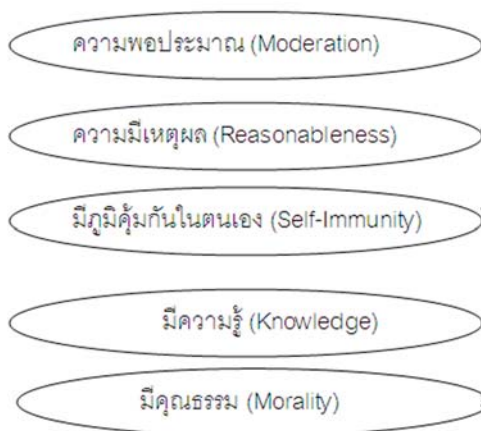 ความพอประมาณ (Moderation)
ความมีเหตุผล (Reasonableness)
มีภูมิคุ้มกันในตนเอง (Self-Immunity)
มีความรู้ (Knowledge)
มีคุณธรรม (Morality)